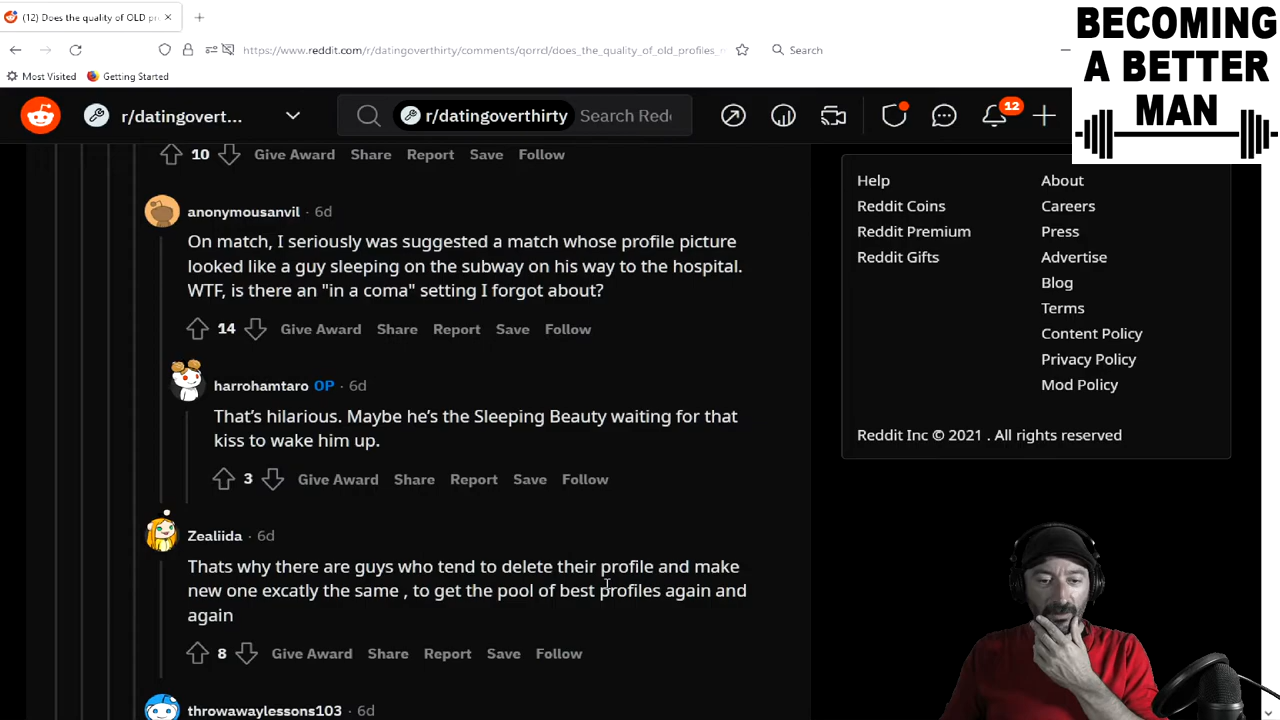 (12) Does the quality of OLD pr
BECOMING
A BETTER
MAN
https://www.reddit.com/r/datingoverthirty/comments/qorrd/does_the_quality_of_old_profiles_
Search
Most Visited
Getting Started
r/datingovert...
r/datingoverthirty Search Red
12
10 Give Award Share Report Save Follow
anonymousanvil · 6d
On match, I seriously was suggested a match whose profile picture
looked like a guy sleeping on the subway on his way to the hospital.
WTF, is there an "in a coma" setting I forgot about?
14 Give Award Share Report Save Follow
harrohamtaro OP · 6d
That's hilarious. Maybe he's the Sleeping Beauty waiting for that
kiss to wake him up.
3 Give Award Share Report Save Follow
Zealiida · 6d
Thats why there are guys who tend to delete their profile and make
new one excatly the same , to get the pool of best profiles again and
again
8 Give Award Share Report Save Follow
throwawaylessons103 · 6d
Help
Reddit Coins
Reddit Premium
Reddit Gifts
About
Careers
Press
Advertise
Blog
Terms
Content Policy
Privacy Policy
Mod Policy
Reddit Inc © 2021 . All rights reserved